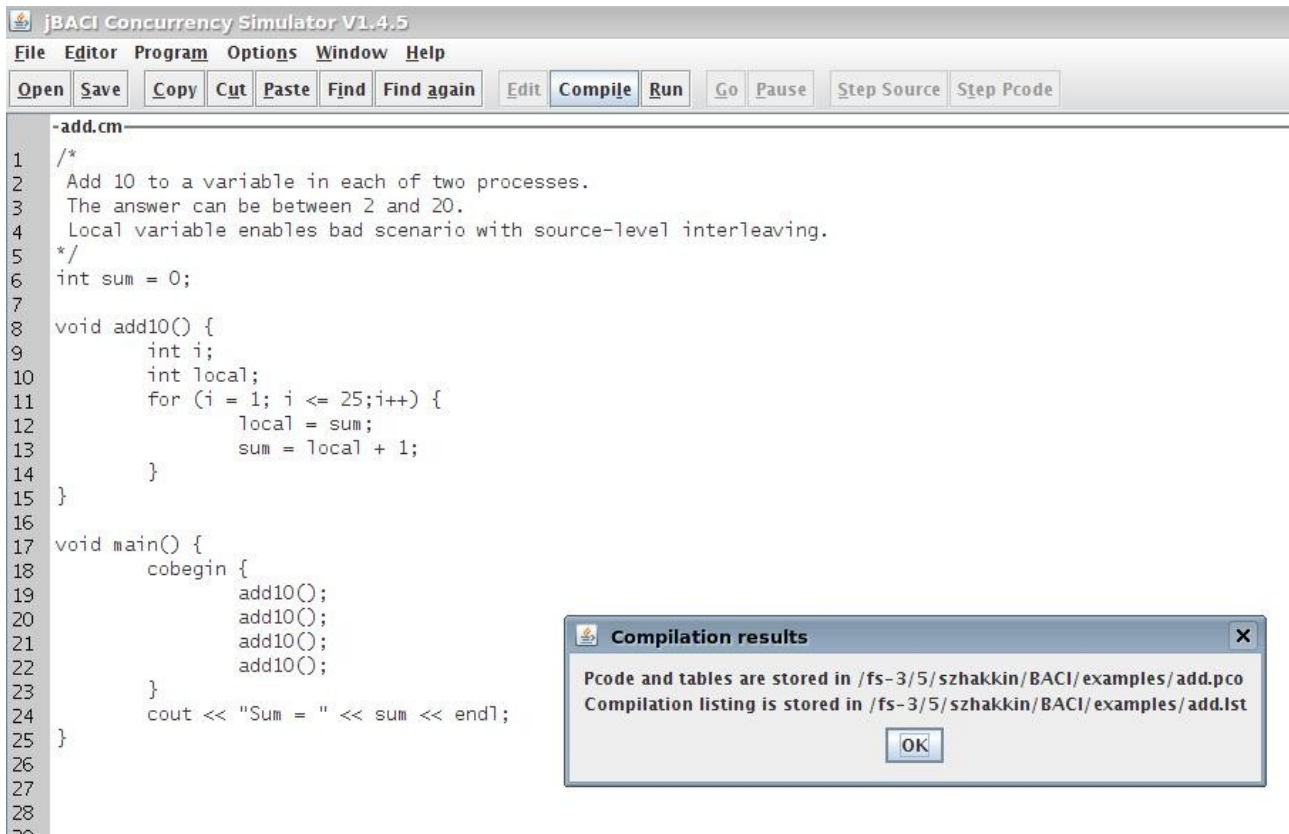 jBACI Concurrency Simulator V1.4.5
File Editor Program Options Window Help
Open Save Copy Cut Paste Find Find again Edit Compile Run Go Pause Step Source Step Pcode
-add.cm
1 /*
2 Add 10 to a variable in each of two processes.
3 The answer can be between 2 and 20.
4 Local variable enables bad scenario with source-level interleaving.
5 */
6 int sum = 0;
7
8 void add10() {
9 int i;
10 int local;
11 for (i = 1; i <= 25;i++) {
12 local = sum;
13 sum = local + 1;
14 }
15 }
16
17 void main() {
18 cobegin {
19 add10();
20 add10();
21 add10();
22 add10();
23 }
24 cout << "Sum = " << sum << endl;
25 }
26
27
28
Compilation results
Pcode and tables are stored in /fs-3/5/szhakkin/BACI/examples/add.pco
Compilation listing is stored in /fs-3/5/szhakkin/BACI/examples/add.lst
OK